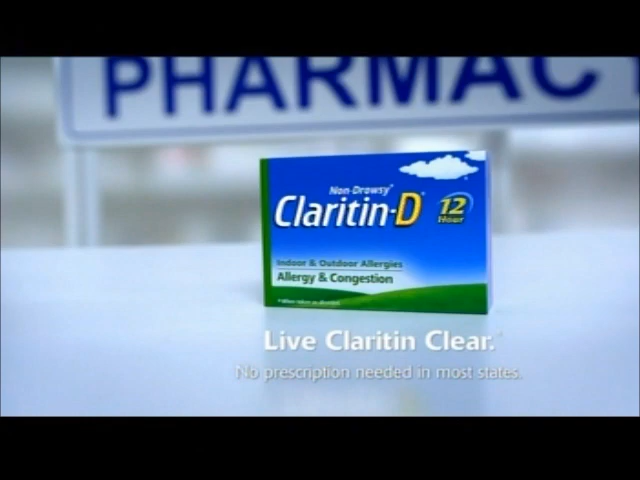 PHARMACY
Non-Drowsy*
Claritin-D®
12
Hour
Indoor & Outdoor Allergies
Allergy & Congestion
Live Claritin Clear.
No prescription needed in most states.